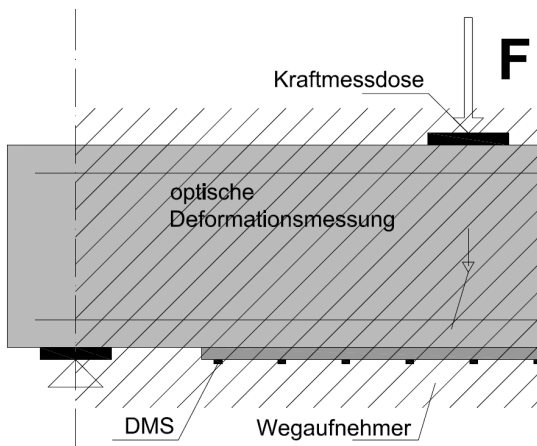 F
Kraftmessdose
optische
Deformationsmessung
DMS
Wegaufnehmer